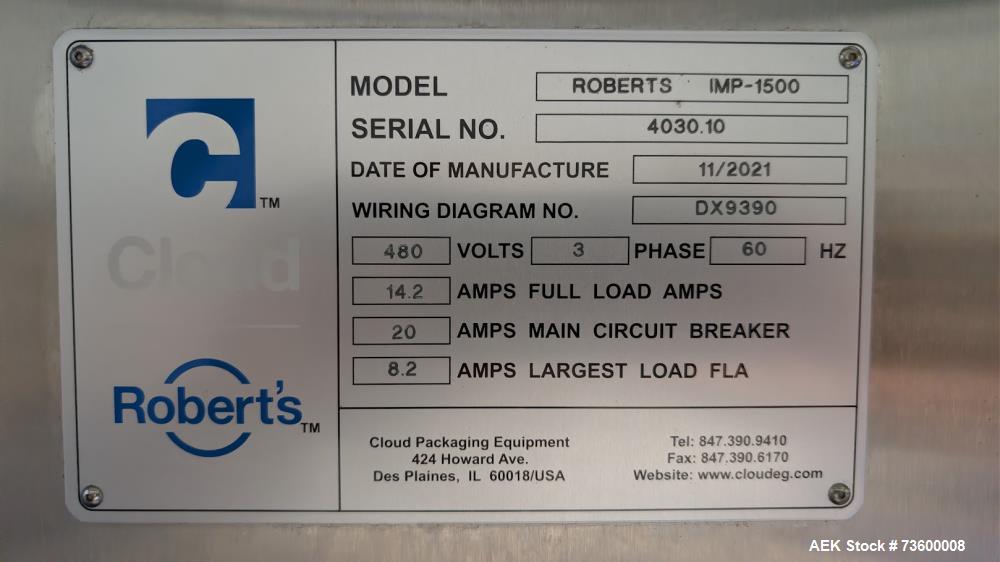 TM
Cloud
Robert's TM
MODEL ROBERTS IMP-1500
SERIAL NO. 4030.10
DATE OF MANUFACTURE 11/2021
WIRING DIAGRAM NO. DX9390
480 VOLTS 3 PHASE 60 HZ
14.2 AMPS FULL LOAD AMPS
20 AMPS MAIN CIRCUIT BREAKER
8.2 AMPS LARGEST LOAD FLA
Cloud Packaging Equipment
424 Howard Ave.
Des Plaines, IL 60018/USA
Tel: 847.390.9410
Fax: 847.390.6170
Website: www.cloudeg.com
AEK Stock # 73600008